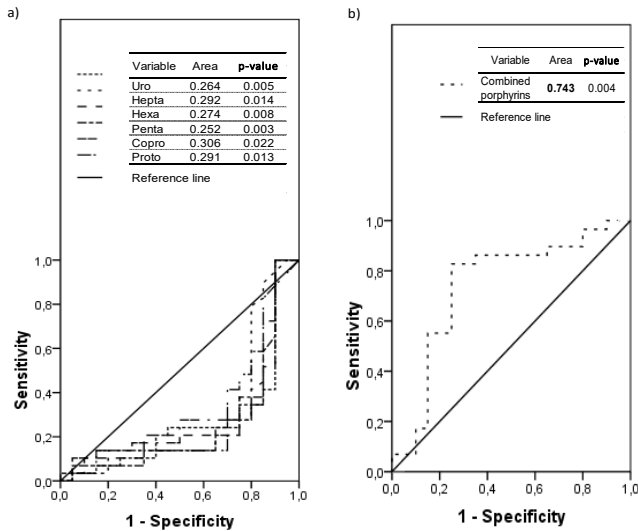 a)
Variable Area p-value
Uro 0.264 0.005
Hepta 0.292 0.014
Hexa 0.274 0.008
Penta 0.252 0.003
Copro 0.306 0.022
Proto 0.291 0.013
Reference line
Sensitivity
1,0
0,8
0,6
0,4
0,2
0,0
0,0 0,2 0,6 0,4 0,8 1,0
1 - Specificity
b)
Variable Area p-value
Combined
porphyrins 0.743 0.004
Reference line
Sensitivity
1,0
0,8
0,6
0,4
0,2
0,0
0,0 0,2 0,4 0,6 0,8 1,0
1 - Specificity